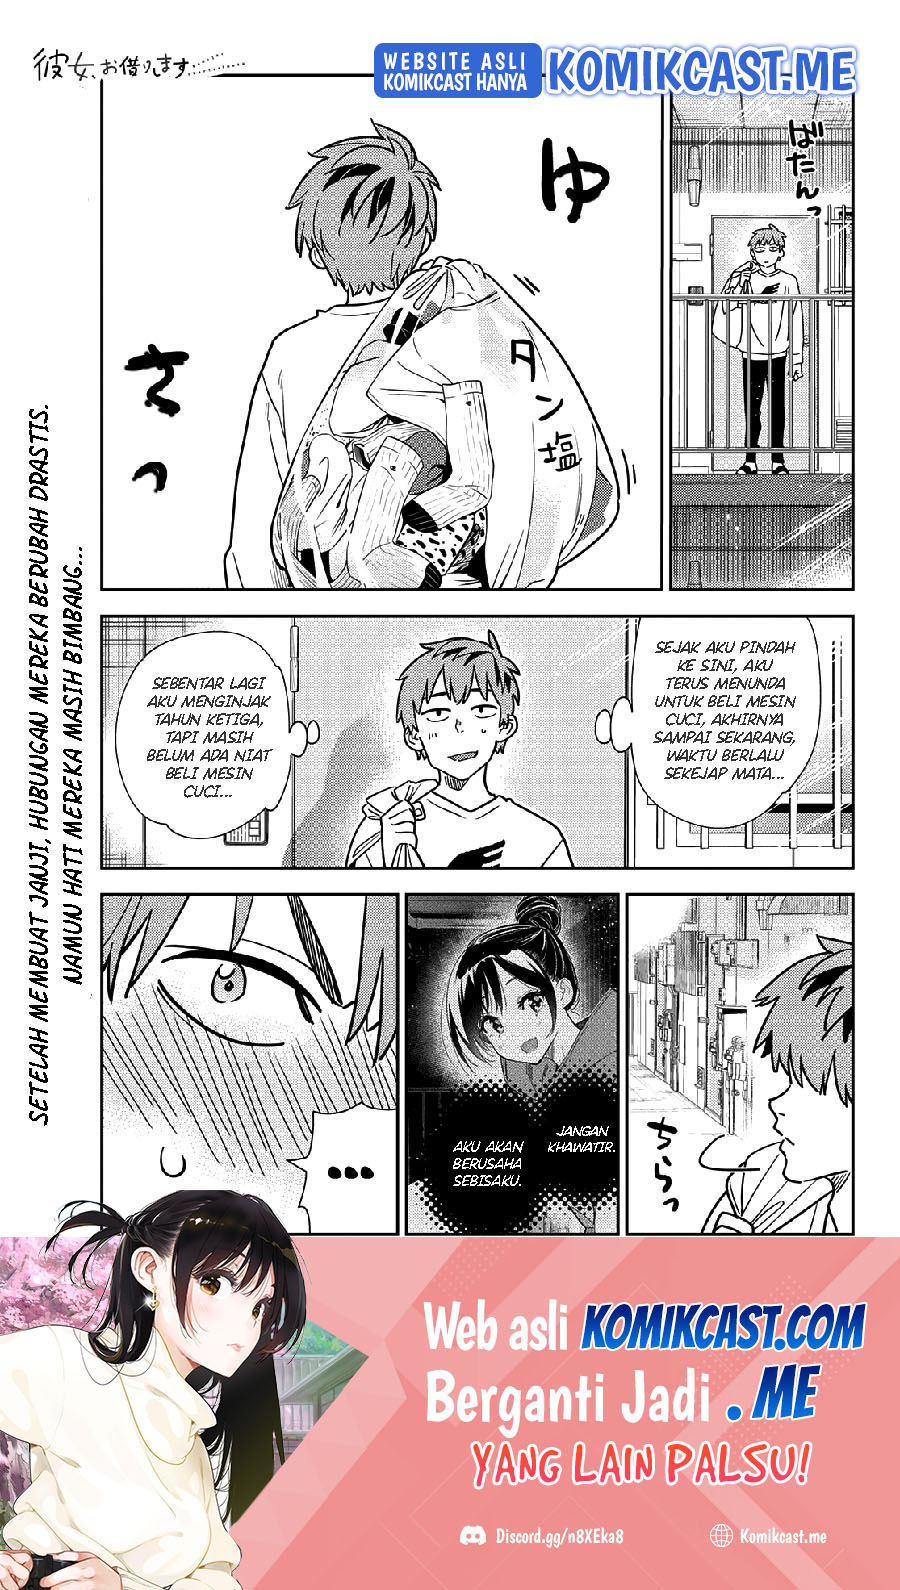 彼女、お借ります
WEBSITE ASLI
KOMIKCAST HANYA
KOMIKCAST.ME
ばたんっ
ゆ
さっ
タン塩
SETELAH MEMBUAT JANJI, HUBUNGAN MEREKA BERUBAH DRASTIS.
NAMUN HATI MEREKA MASIH BIMBANG...
SEJAK AKU PINDAH
KE SINI, AKU
TERUS MENUNDA
UNTUK BELI MESIN
CUCI, AKHIRNYA
SAMPAI SEKARANG,
WAKTU BERLALU
SEKEJAP MATA...
SEBENTAR LAGI
AKU MENGINJAK
TAHUN KETIGA,
TAPI MASIH
BELUM ADA NIAT
BELI MESIN
CUCI...
ちらっ
JANGAN
KHAWATIR.
AKU AKAN
BERUSAHA
SEBISAKU.
...
Web asli KOMIKCAST.COM
Berganti Jadi .ME
YANG LAIN PALSU!
Discord.gg/n8XEka8
Komikcast.me